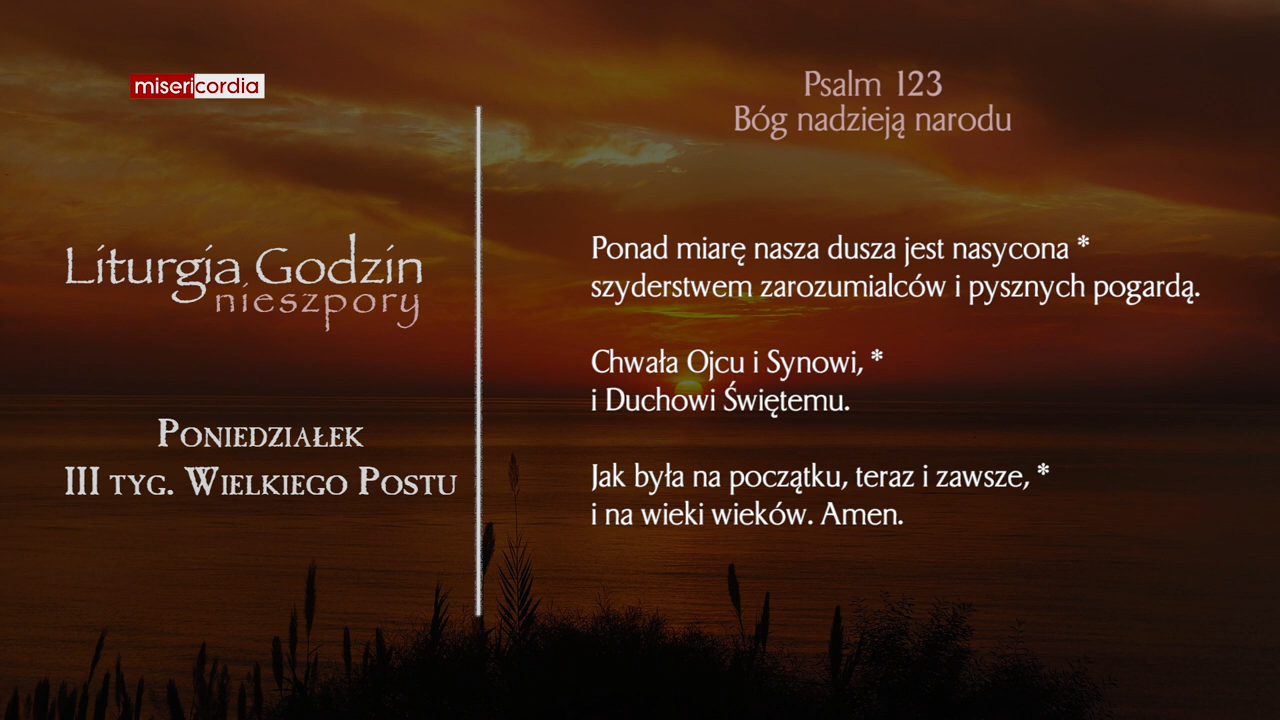 misericordia
Liturgia Godzin
nieszpory
Poniedziałek
III tyg. Wielkiego Postu
Psalm 123
Bóg nadzieją narodu
Ponad miarę nasza dusza jest nasycona *
szyderstwem zarozumialców i pysznych pogardą.
Chwała Ojcu i Synowi, *
i Duchowi Świętemu.
Jak była na początku, teraz i zawsze, *
i na wieki wieków. Amen.